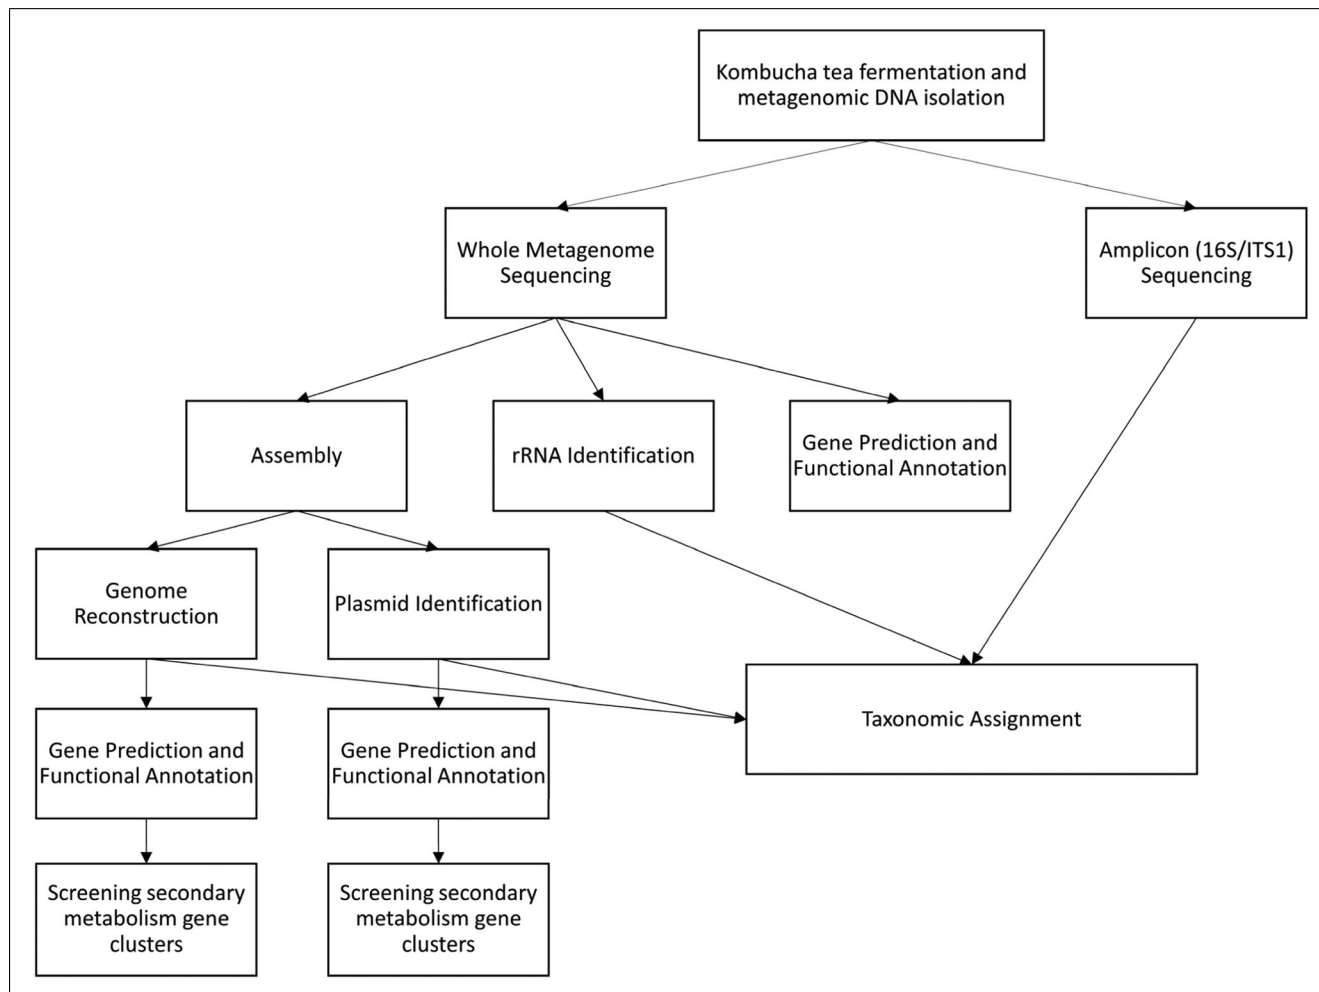 Kombucha tea fermentation and
metagenomic DNA isolation
Whole Metagenome
Sequencing
Amplicon (16S/ITS1)
Sequencing
Assembly
rRNA Identification
Gene Prediction and
Functional Annotation
Genome
Reconstruction
Plasmid Identification
Taxonomic Assignment
Gene Prediction and
Functional Annotation
Gene Prediction and
Functional Annotation
Screening secondary
metabolism gene
clusters
Screening secondary
metabolism gene
clusters